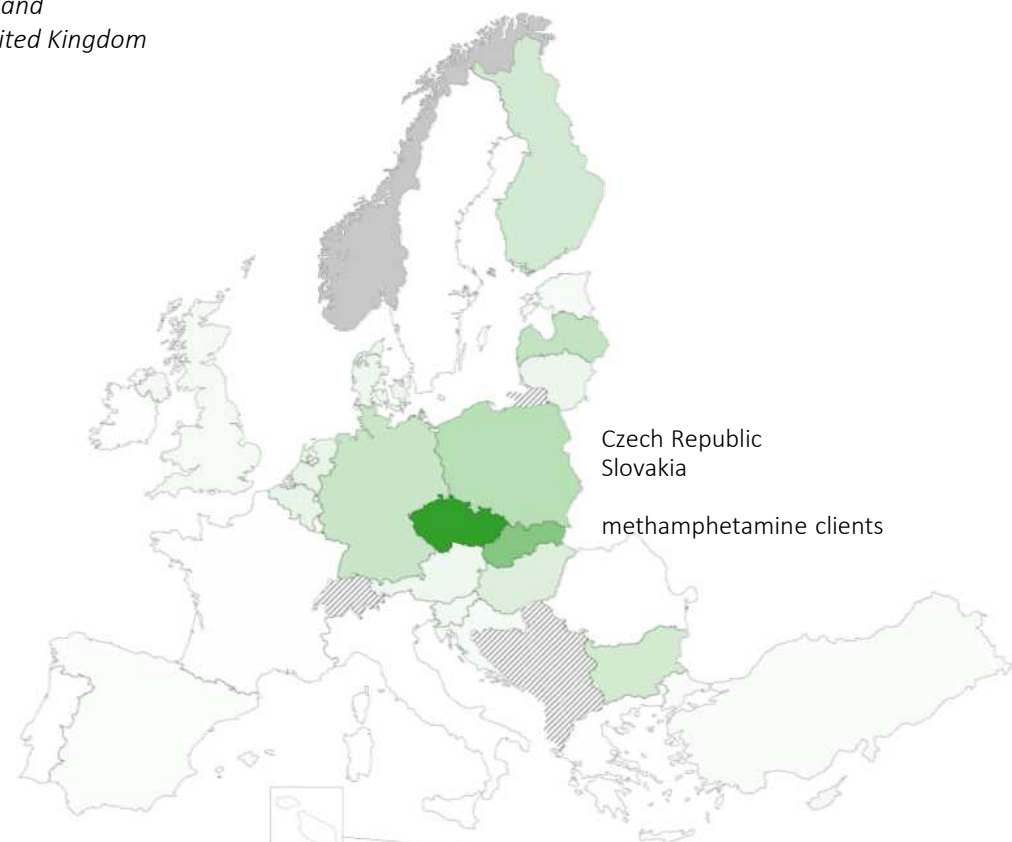 and
ited Kingdom
Czech Republic
Slovakia
methamphetamine clients